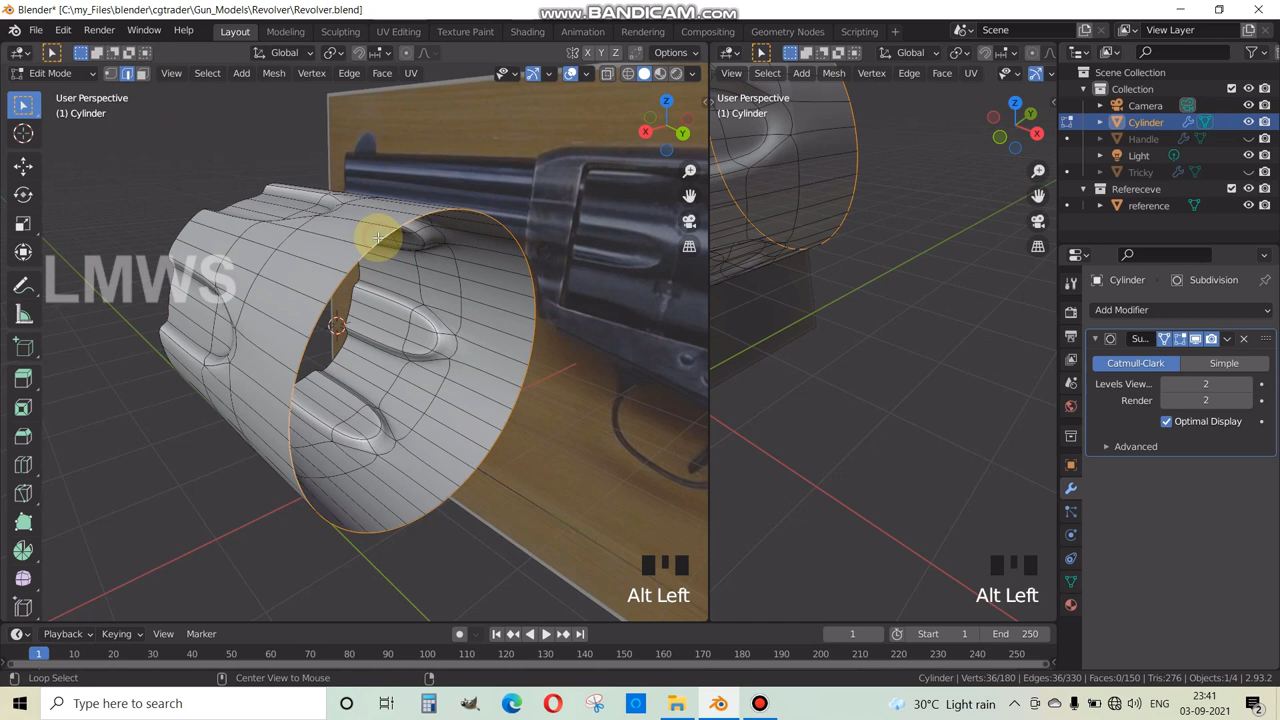 Blender* [C:\my_Files\blender\cgtrader\Gun_Models\Revolver\Revolver.blend]
www.BANDICAM.com
File Edit Render Window Help Layout Modeling Sculpting UV Editing Texture Paint Shading Animation Rendering Compositing Geometry Nodes Scripting + Scene View Layer
Global X Y Z Options Global
Edit Mode View Select Add Mesh Vertex Edge Face UV View Select Add Mesh Vertex Edge Face UV Scene Collection
Collection
User Perspective
(1) Cylinder
Z
X
Y
User Perspective
(1) Cylinder
Z
Y
X
Camera
Cylinder
Handle
Light
Tricky
Refereceve
reference
Cylinder Subdivision
Add Modifier
Su...
Catmull-Clark Simple
Levels View... 2
Render 2
Optimal Display
Advanced
LMWS
Alt Left Alt Left
Playback Keying View Marker 1 Start 1 End 250
1 10 20 30 40 50 60 70 80 90 100 110 120 130 140 150 160 170 180 190 200 210 220 230 240 250
Loop Select Center View to Mouse Cylinder | Verts:36/180 | Edges:36/330 | Faces:0/150 | Tris:276 | Objects:1/4 | 2.93.2
Type here to search 30°C Light rain ENG 23:41
03-09-2021
2